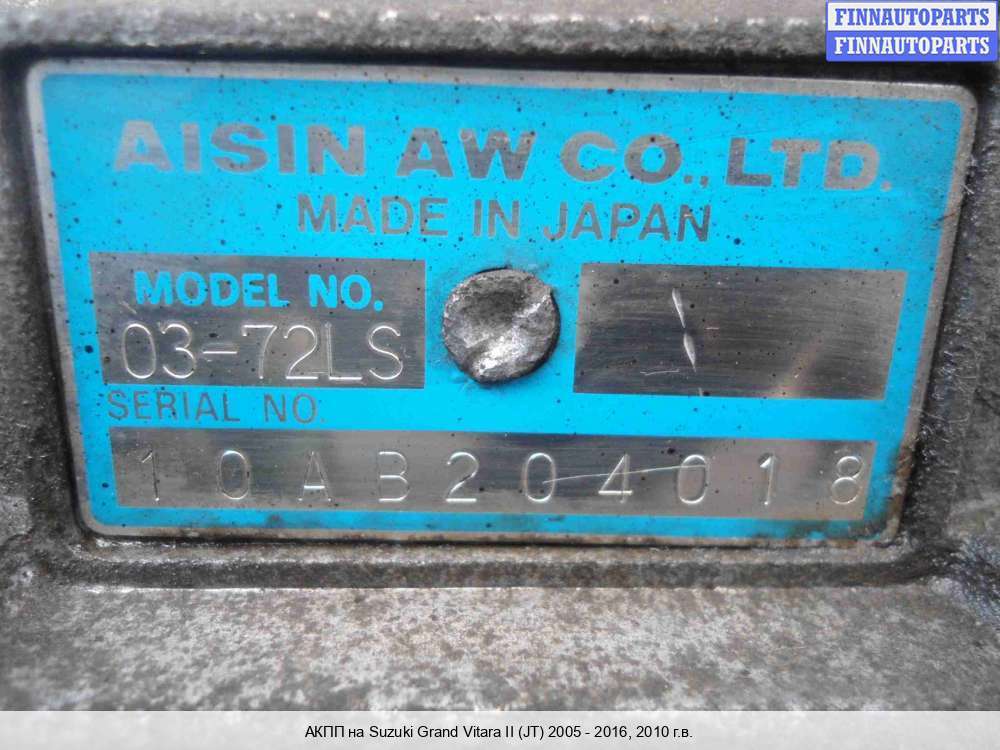 FINNAUTOPARTS
FINNAUTOPARTS
AISIN AW CO., LTD.
MADE IN JAPAN
MODEL NO.
03-72LS
SERIAL NO.
10AB204018
АКПП на Suzuki Grand Vitara II (JT) 2005 - 2016, 2010 г.в.